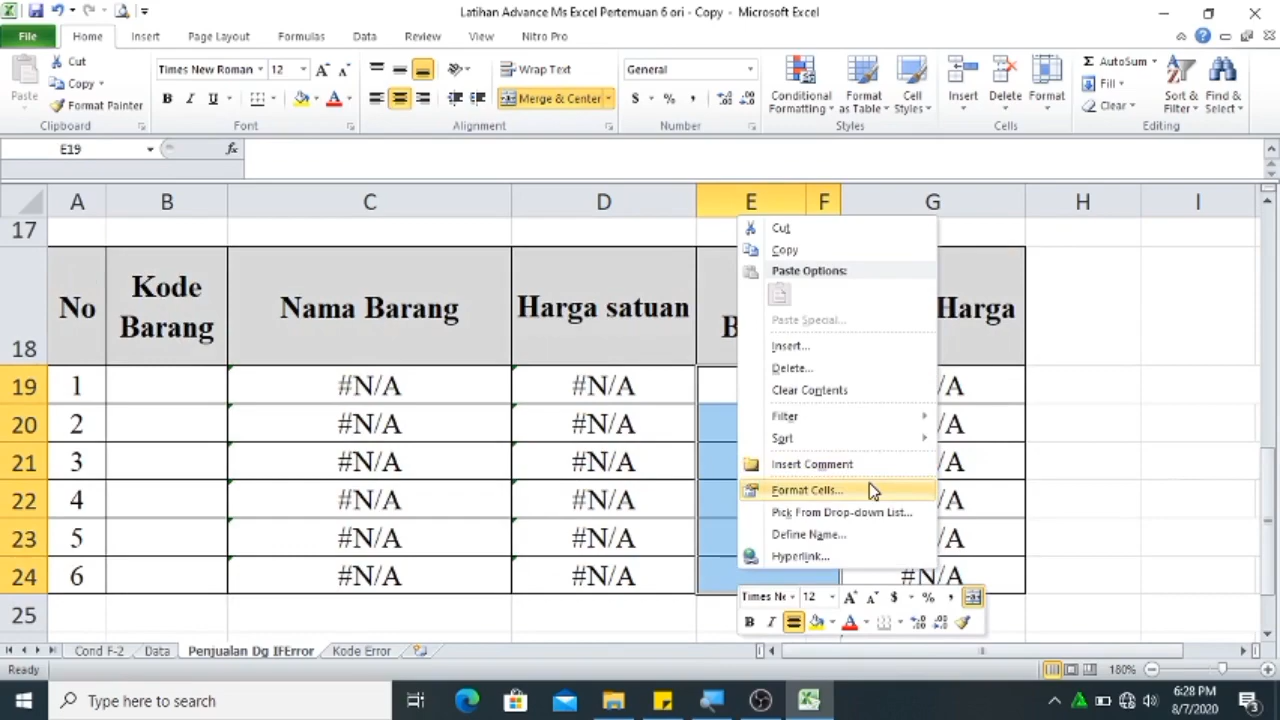 Latihan Advance Ms Excel Pertemuan 6 ori - Copy - Microsoft Excel
File Home Insert Page Layout Formulas Data Review View Nitro Pro
Paste
Cut
Copy
Format Painter
Clipboard
Times New Roman 12
B I U
Font
Wrap Text
Merge & Center
Alignment
General
$ % ,
Number
Conditional Formatting
Format as Table
Cell Styles
Styles
Insert Delete Format
Cells
AutoSum
Fill
Clear
Sort & Filter
Find & Select
Editing
E19 fx
A B C D E F G H I
17
18 No Kode Barang Nama Barang Harga satuan B Harga
19 1 #N/A #N/A /A
20 2 #N/A #N/A /A
21 3 #N/A #N/A /A
22 4 #N/A #N/A /A
23 5 #N/A #N/A /A
24 6 #N/A #N/A #N/A
25
Cut
Copy
Paste Options:
Paste Special...
Insert...
Delete...
Clear Contents
Filter
Sort
Insert Comment
Format Cells...
Pick From Drop-down List...
Define Name...
Hyperlink...
Times Ne 12 A A $ % ,
B I A
Cond F-2 Data Penjualan Dg IFError Kode Error
Ready 180%
Type here to search
6:28 PM
8/7/2020
3